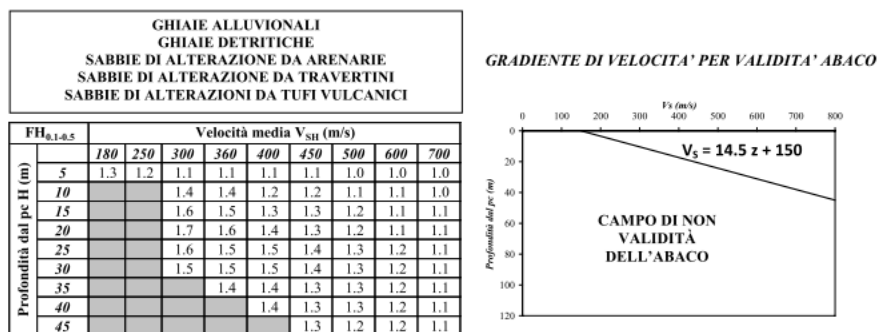 GHIAIE ALLUVIONALI
GHIAIE DETRITICHE
SABBIE DI ALTERAZIONE DA ARENARIE
SABBIE DI ALTERAZIONE DA TRAVERTINI
SABBIE DI ALTERAZIONI DA TUFI VULCANICI
FH0.1-0.5 Velocità media VSH (m/s)
180 250 300 360 400 450 500 600 700
Profondità dal pc H (m)
5 1.3 1.2 1.1 1.1 1.1 1.1 1.0 1.0 1.0
10 1.4 1.4 1.2 1.2 1.1 1.1 1.0
15 1.6 1.5 1.3 1.3 1.2 1.1 1.1
20 1.7 1.6 1.4 1.3 1.2 1.1 1.1
25 1.6 1.5 1.5 1.4 1.3 1.2 1.1
30 1.5 1.5 1.5 1.4 1.3 1.2 1.1
35 1.4 1.4 1.3 1.3 1.2 1.1
40 1.4 1.3 1.3 1.2 1.1
45 1.3 1.2 1.2 1.1
GRADIENTE DI VELOCITA' PER VALIDITA' ABACO
Vs (m/s)
100 200 300 400 500 600 700 800
Profondità dal pc (m)
0
20
40
60
80
100
120
VS = 14.5 z + 150
CAMPO DI NON
VALIDITÀ
DELL'ABACO